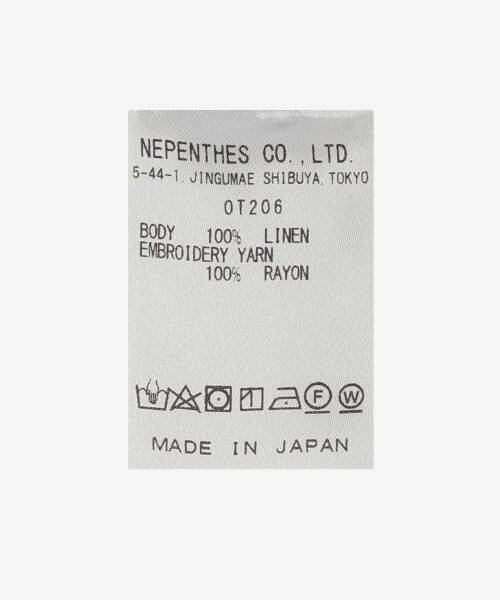 NEPENTHES CO.,LTD.
5-44-1, JINGUMAE SHIBUYA, TOKYO
OT206
BODY 100% LINEN
EMBROIDERY YARN
100% RAYON
F W
MADE IN JAPAN